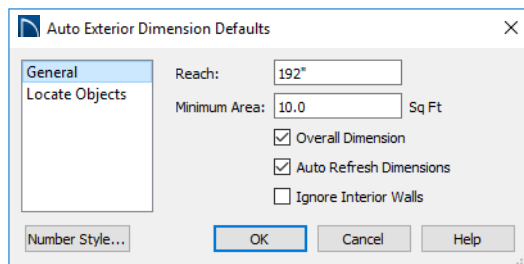 Auto Exterior Dimension Defaults
General
Locate Objects
Reach: 192"
Minimum Area: 10.0 Sq Ft
Overall Dimension
Auto Refresh Dimensions
Ignore Interior Walls
Number Style... OK Cancel Help